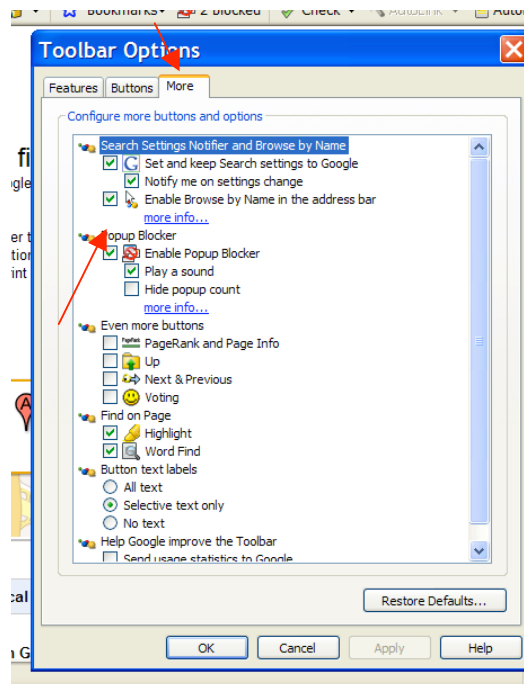 Bookmarks 2 blocked Check AutoLink
Toolbar Options
Features Buttons More
Configure more buttons and options
Search Settings Notifier and Browse by Name
Set and keep Search settings to Google
Notify me on settings change
Enable Browse by Name in the address bar
more info...
Popup Blocker
Enable Popup Blocker
Play a sound
Hide popup count
more info...
Even more buttons
PageRank and Page Info
Up
Next & Previous
Voting
Find on Page
Highlight
Word Find
Button text labels
All text
Selective text only
No text
Help Google improve the Toolbar
Send usage statistics to Google
Restore Defaults...
OK Cancel Apply Help